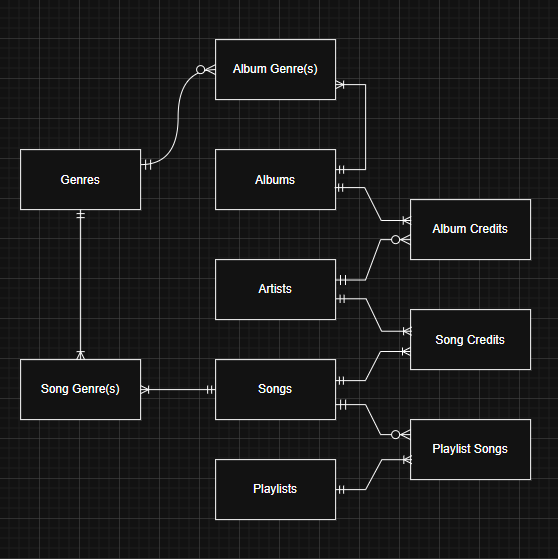 Album Genre(s)
Genres
Albums
Album Credits
Artists
Song Credits
Song Genre(s)
Songs
Playlist Songs
Playlists